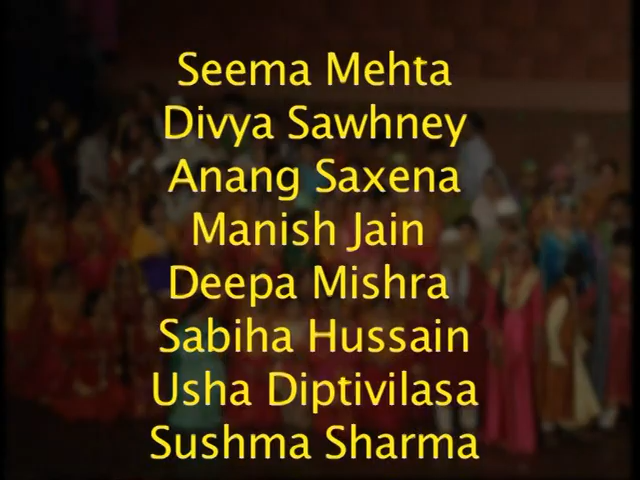 Seema Mehta
Divya Sawhney
Anang Saxena
Manish Jain
Deepa Mishra
Sabiha Hussain
Usha Diptivilasa
Sushma Sharma